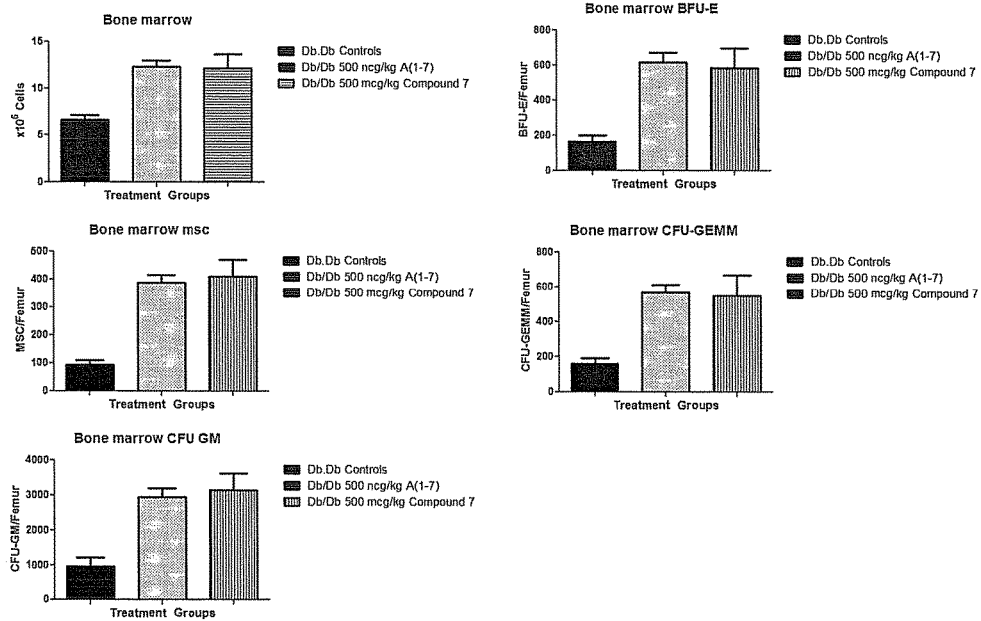 Bone marrow
x10⁶ Cells
15
10
5
0
Treatment Groups
Db.Db Controls
Db/Db 500 ncg/kg A(1-7)
Db/Db 500 mcg/kg Compound 7
Bone marrow BFU-E
BFU-E/Femur
800
600
400
200
0
Treatment Groups
Db.Db Controls
Db/Db 500 ncg/kg A(1-7)
Db/Db 500 mcg/kg Compound 7
Bone marrow msc
MSC/Femur
500
400
300
200
100
0
Treatment Groups
Db.Db Controls
Db/Db 500 ncg/kg A(1-7)
Db/Db 500 mcg/kg Compound 7
Bone marrow CFU-GEMM
CFU-GEMM/Femur
800
600
400
200
0
Treatment Groups
Db.Db Controls
Db/Db 500 ncg/kg A(1-7)
Db/Db 500 mcg/kg Compound 7
Bone marrow CFU GM
CFU-GM/Femur
4000
3000
2000
1000
0
Treatment Groups
Db.Db Controls
Db/Db 500 ncg/kg A(1-7)
Db/Db 500 mcg/kg Compound 7